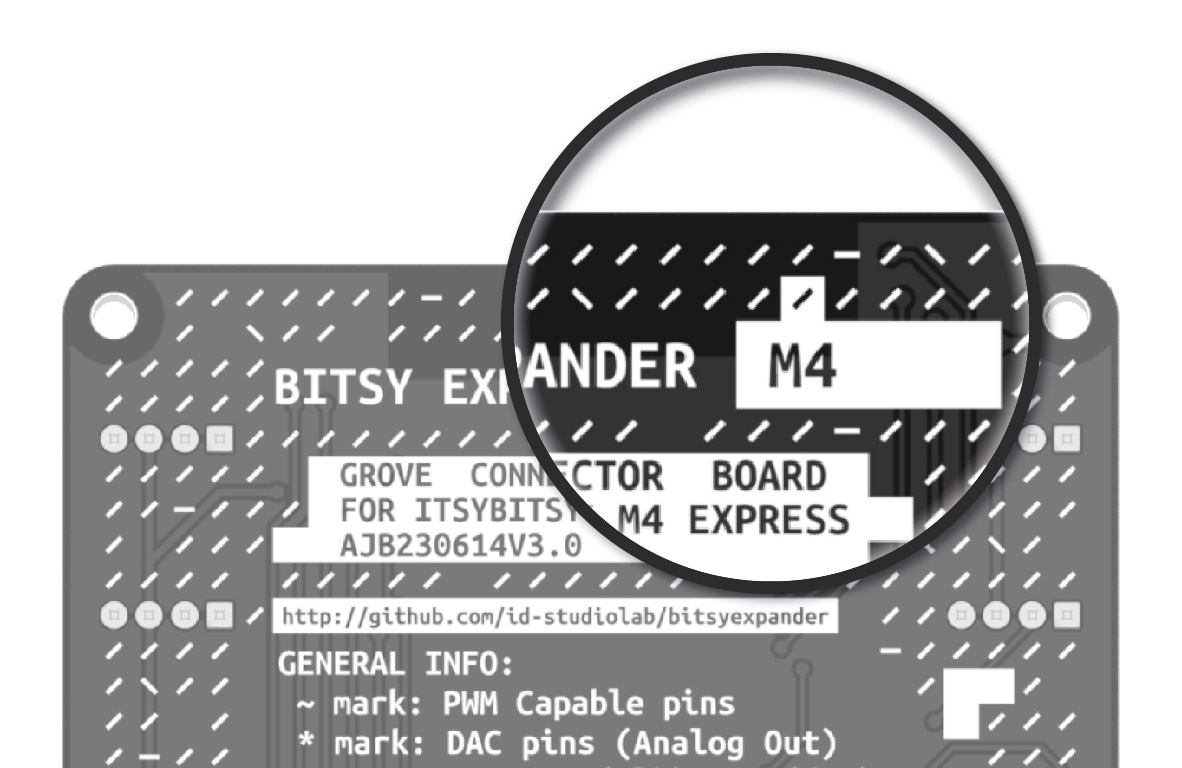 BITSY EXPANDER M4
GROVE CONNECTOR BOARD
FOR ITSYBITSY M4 EXPRESS
AJB230614V3.0
http://github.com/id-studiolab/bitsyexpander
GENERAL INFO:
~ mark: PWM Capable pins
* mark: DAC pins (Analog Out)